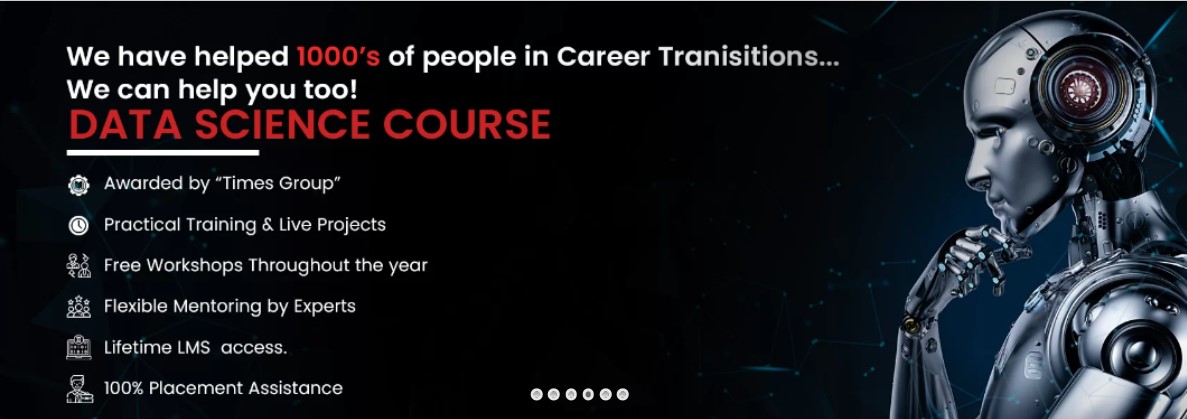 We have helped 1000's of people in Career Tranisitions...
We can help you too!
DATA SCIENCE COURSE
Awarded by “Times Group”
Practical Training & Live Projects
Free Workshops Throughout the year
Flexible Mentoring by Experts
Lifetime LMS access.
100% Placement Assistance